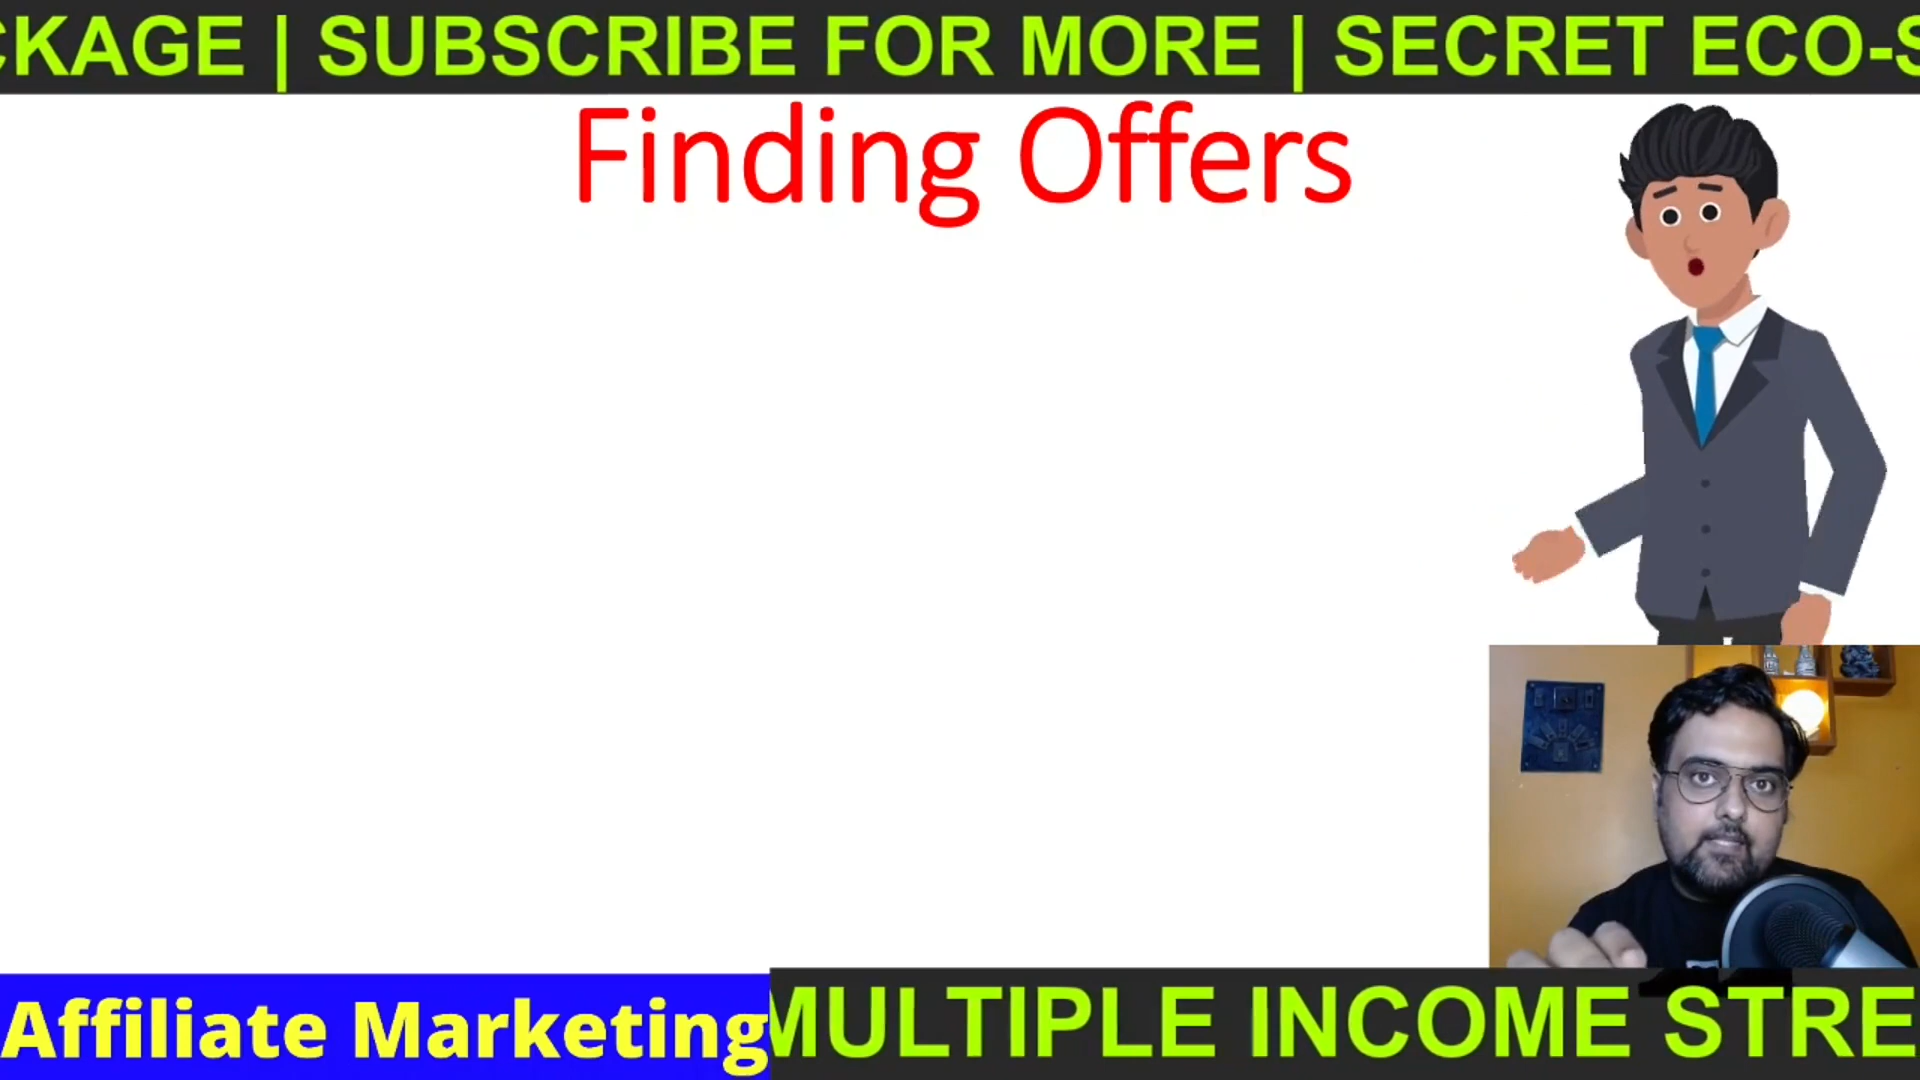 CKAGE | SUBSCRIBE FOR MORE | SECRET ECO-S
Finding Offers
Affiliate Marketing
MULTIPLE INCOME STRE